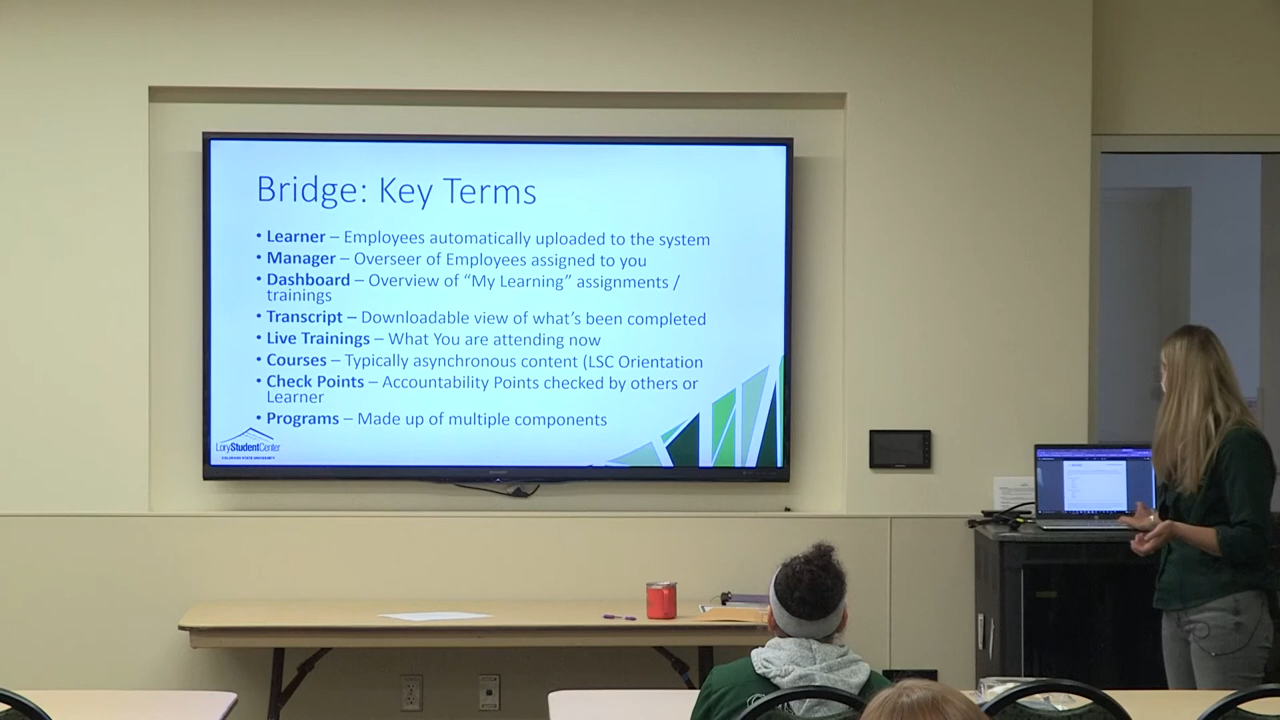 Bridge: Key Terms
• Learner – Employees automatically uploaded to the system
• Manager – Overseer of Employees assigned to you
• Dashboard – Overview of “My Learning” assignments /
trainings
• Transcript – Downloadable view of what’s been completed
• Live Trainings – What You are attending now
• Courses – Typically asynchronous content (LSC Orientation
• Check Points – Accountability Points checked by others or
Learner
• Programs – Made up of multiple components
LoryStudentCenter
COLORADO STATE UNIVERSITY